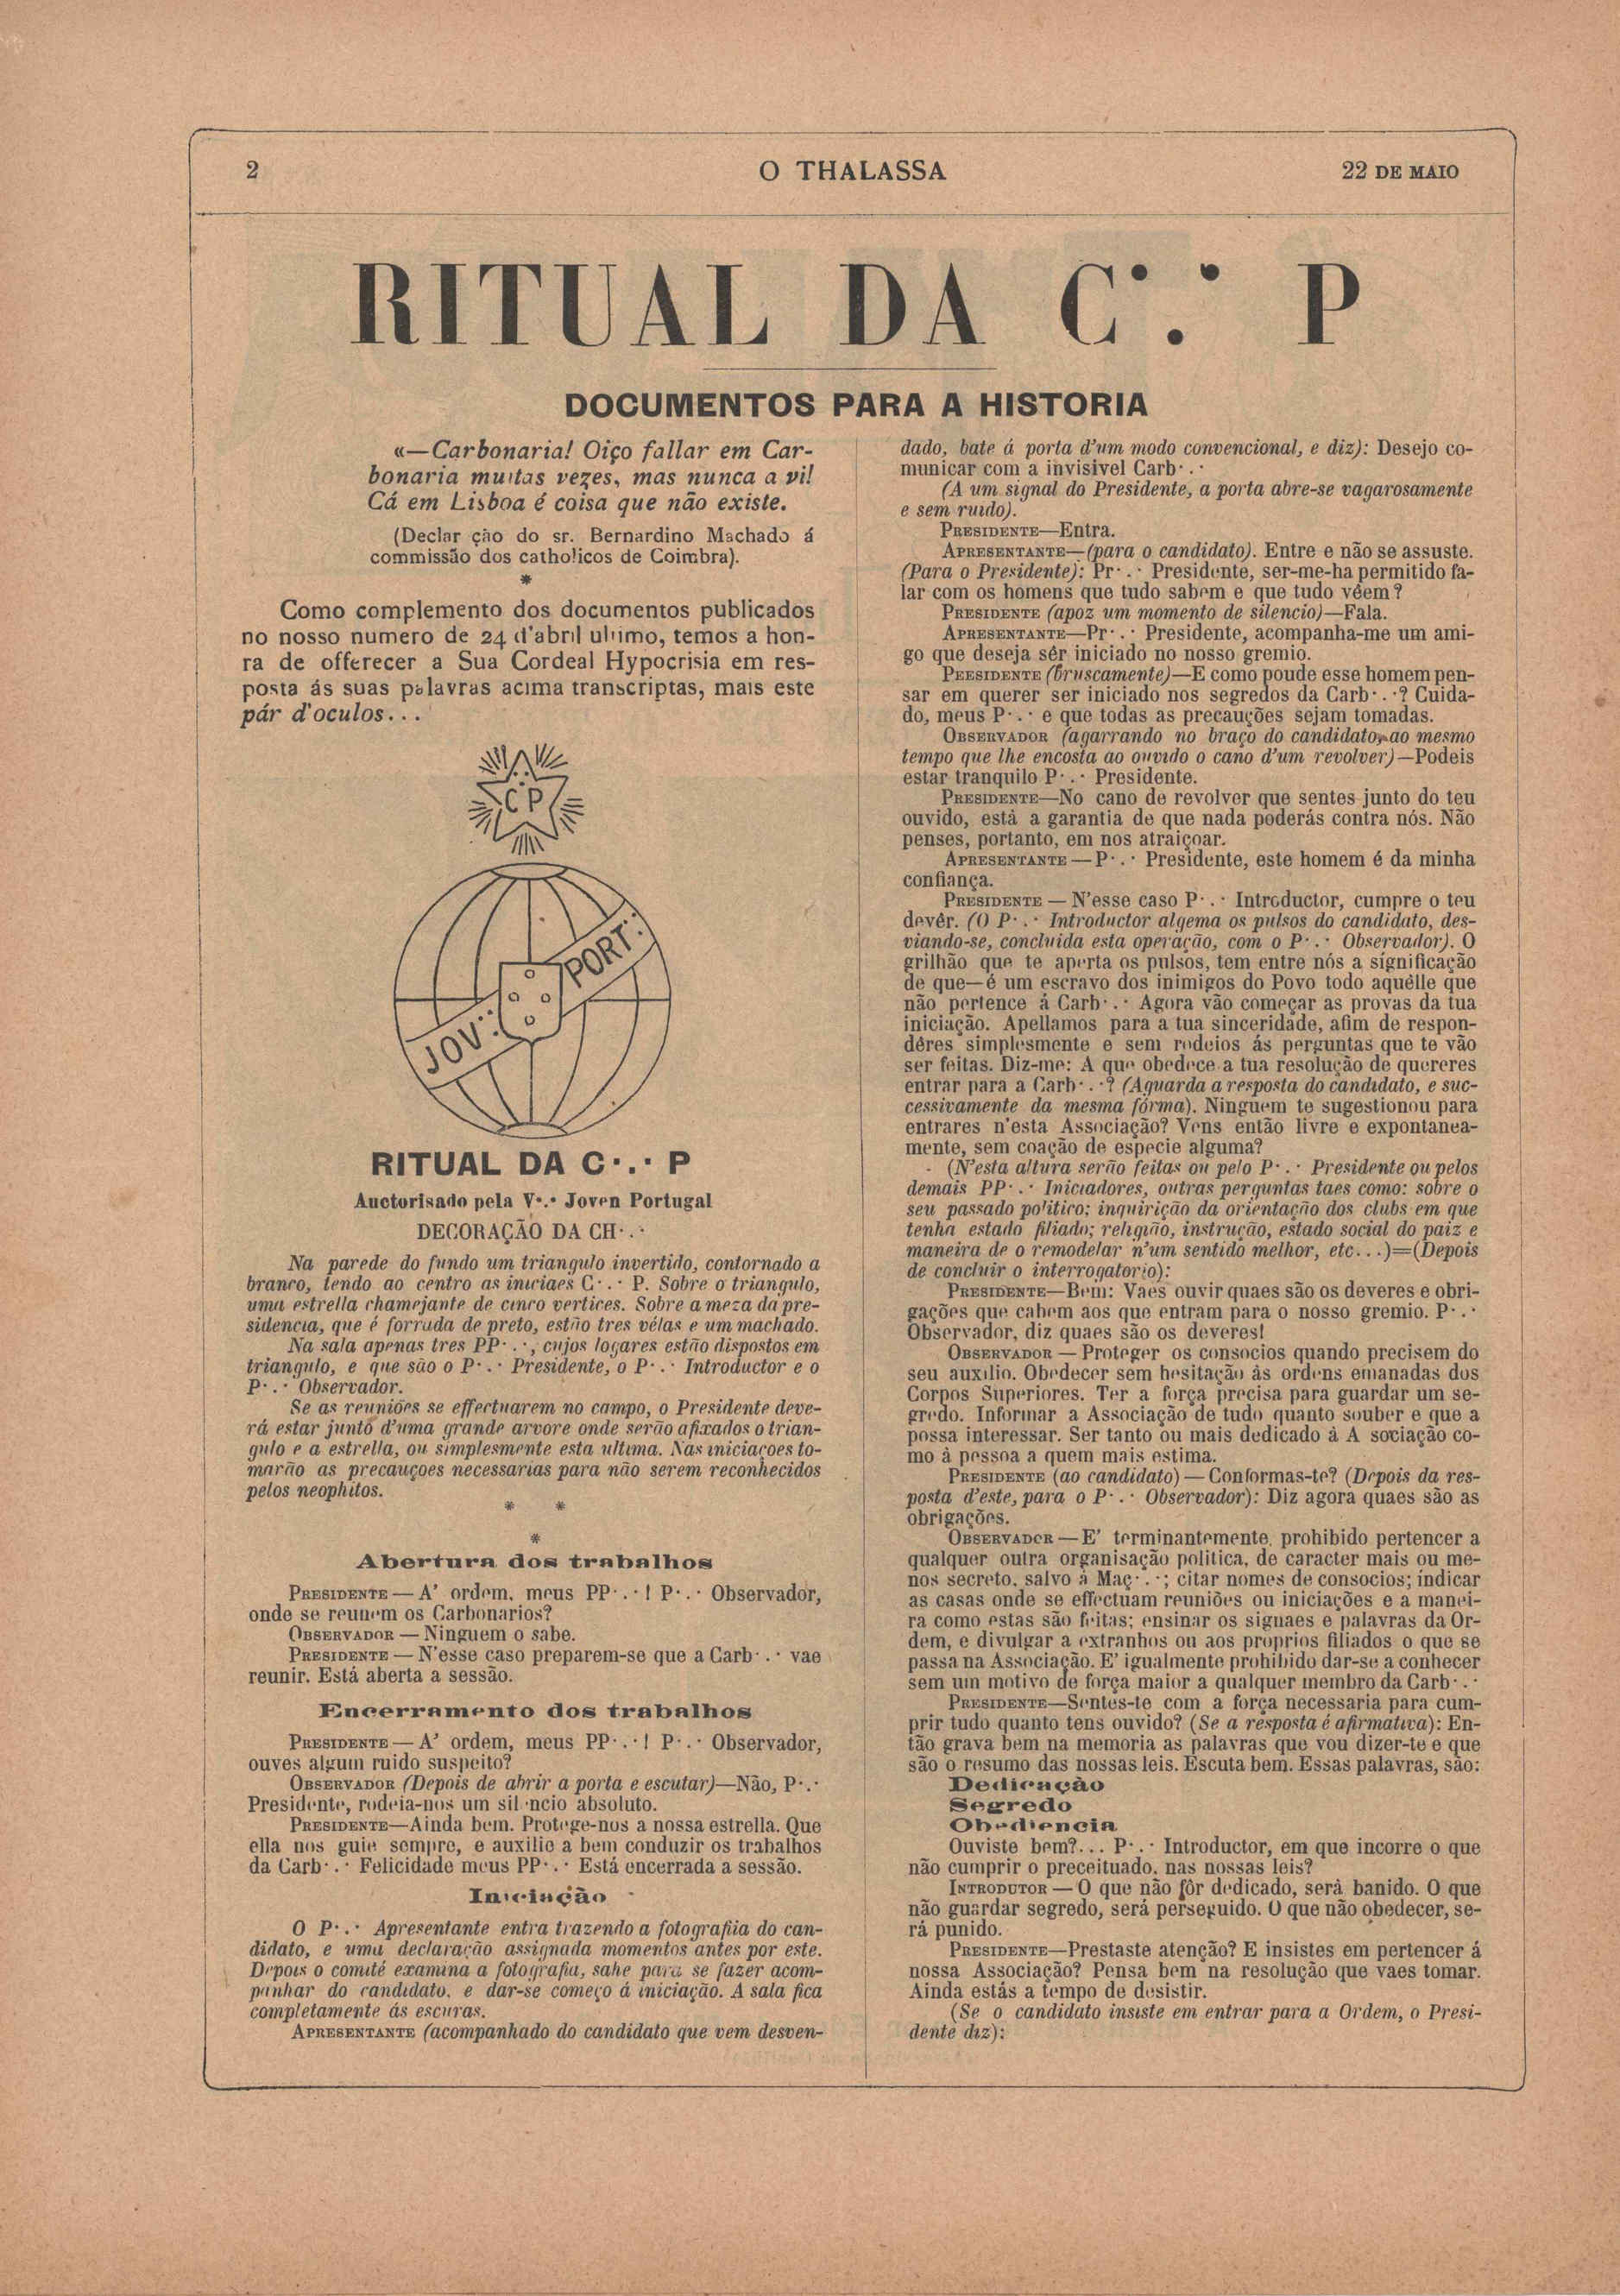 2
O THALASSA
22 DE MAIO
RITUAL DA C∴ P
DOCUMENTOS PARA A HISTORIA
«—Carbonaria! Oiço fallar em Car-
bonaria muitas vezes, mas nunca a vi!
Cá em Lisboa é coisa que não existe.
(Declar ção do sr. Bernardino Machado á
commissão dos catholicos de Coimbra).
*
Como complemento dos documentos publicados
no nosso numero de 24 d'abril ultimo, temos a hon-
ra de offerecer a Sua Cordeal Hypocrisia em res-
posta ás suas palavras acima transcriptas, mais este
pár d'oculos...
C P
JOV∴ PORT∴
RITUAL DA C∴ P
Auctorisado pela V∴ Joven Portugal
DECORAÇÃO DA CH∴
Na parede do fundo um triangulo invertido, contornado a
branco, tendo ao centro as iniciaes C∴ P. Sobre o triangulo,
uma estrella chamejante de cinco vertices. Sobre a meza da pre-
sidencia, que é forrada de preto, estão tres vélas e um machado.
Na sala apenas tres PP∴, cujos logares estão dispostos em
triangulo, e que são o P∴ Presidente, o P∴ Introductor e o
P∴ Observador.
Se as reuniões se effectuarem no campo, o Presidente deve-
rá estar junto d'uma grande arvore onde serão afixados o trian-
gulo e a estrella, ou simplesmente esta ultima. Nas iniciaçoes to-
marão as precauçoes necessarias para não serem reconhecidos
pelos neophitos.
* *
*
Abertura dos trabalhos
PRESIDENTE — A' ordem, meus PP∴! P∴ Observador,
onde se reunem os Carbonarios?
OBSERVADOR — Ninguem o sabe.
PRESIDENTE — N'esse caso preparem-se que a Carb∴ vae
reunir. Está aberta a sessão.
Encerramento dos trabalhos
PRESIDENTE — A' ordem, meus PP∴! P∴ Observador,
ouves algum ruido suspeito?
OBSERVADOR (Depois de abrir a porta e escutar)—Não, P∴
Presidente, rodeia-nos um silencio absoluto.
PRESIDENTE—Ainda bem. Protege-nos a nossa estrella. Que
ella nos guie sempre, e auxilie a bem conduzir os trabalhos
da Carb∴ Felicidade meus PP∴ Está encerrada a sessão.
Iniciação
O P∴ Apresentante entra trazendo a fotografiia do can-
didato, e uma declaração assignada momentos antes por este.
Depois o comité examina a fotografia, sahe para se fazer acom-
panhar do candidato, e dar-se começo á iniciação. A sala fica
completamente ás escuras.
APRESENTANTE (acompanhado do candidato que vem desven-
dado, bate á porta d'um modo convencional, e diz): Desejo co-
municar com a invisivel Carb∴
(A um signal do Presidente, a porta abre-se vagarosamente
e sem ruido).
PRESIDENTE—Entra.
APRESENTANTE—(para o candidato). Entre e não se assuste.
(Para o Presidente): Pr∴ Presidente, ser-me-ha permitido fa-
lar com os homens que tudo sabem e que tudo vêem?
PRESIDENTE (apoz um momento de silencio)—Fala.
APRESENTANTE—Pr∴ Presidente, acompanha-me um ami-
go que deseja sêr iniciado no nosso gremio.
PRESIDENTE (bruscamente)—E como poude esse homem pen-
sar em querer ser iniciado nos segredos da Carb∴? Cuida-
do, meus P∴ e que todas as precauções sejam tomadas.
OBSERVADOR (agarrando no braço do candidato, ao mesmo
tempo que lhe encosta ao ouvido o cano d'um revolver)—Podeis
estar tranquilo P∴ Presidente.
PRESIDENTE—No cano do revolver que sentes junto do teu
ouvido, está a garantia de que nada poderás contra nós. Não
penses, portanto, em nos atraiçoar.
APRESENTANTE — P∴ Presidente, este homem é da minha
confiança.
PRESIDENTE — N'esse caso P∴ Introductor, cumpre o teu
devêr. (O P∴ Introductor algema os pulsos do candidato, des-
viando-se, concluida esta operação, com o P∴ Observador). O
grilhão que te aperta os pulsos, tem entre nós a significação
de que—é um escravo dos inimigos do Povo todo aquêlle que
não pertence á Carb∴ Agora vão começar as provas da tua
iniciação. Apellamos para a tua sinceridade, afim de respon-
dêres simplesmente e sem rodeios ás perguntas que te vão
ser feitas. Diz-me: A que obedece a tua resolução de quereres
entrar para a Carb∴? (Aguarda a resposta do candidato, e suc-
cessivamente da mesma fórma). Ninguem te sugestionou para
entrares n'esta Associação? Vens então livre e expontanea-
mente, sem coação de especie alguma?
(N'esta altura serão feitas ou pelo P∴ Presidente ou pelos
demais PP∴ Iniciadores, outras perguntas taes como: sobre o
seu passado politico; inquirição da orientação dos clubs em que
tenha estado filiado; religião, instrução, estado social do paiz e
maneira de o remodelar n'um sentido melhor, etc...)=(Depois
de concluir o interrogatorio):
PRESIDENTE—Bem: Vaes ouvir quaes são os deveres e obri-
gações que cabem aos que entram para o nosso gremio. P∴
Observador, diz quaes são os deveres!
OBSERVADOR — Proteger os consocios quando precisem do
seu auxilio. Obedecer sem hesitação às ordens emanadas dos
Corpos Superiores. Ter a força precisa para guardar um se-
gredo. Informar a Associação de tudo quanto souber e que a
possa interessar. Ser tanto ou mais dedicado à A sociação co-
mo à pessoa a quem mais estima.
PRESIDENTE (ao candidato) — Conformas-te? (Depois da res-
posta d'este, para o P∴ Observador): Diz agora quaes são as
obrigações.
OBSERVADOR — E' terminantemente prohibido pertencer a
qualquer outra organisação politica, de caracter mais ou me-
nos secreto, salvo à Maç∴; citar nomes de consocios; indicar
as casas onde se effectuam reuniões ou iniciações e a manei-
ra como estas são feitas; ensinar os signaes e palavras da Or-
dem, e divulgar a extranhos ou aos proprios filiados o que se
passa na Associação. E' igualmente prohibido dar-se a conhecer
sem um motivo de força maior a qualquer membro da Carb∴
PRESIDENTE—Sentes-te com a força necessaria para cum-
prir tudo quanto tens ouvido? (Se a resposta é afirmativa): En-
tão grava bem na memoria as palavras que vou dizer-te e que
são o resumo das nossas leis. Escuta bem. Essas palavras, são:
Dedicação
Segredo
Obediencia
Ouviste bem?... P∴ Introductor, em que incorre o que
não cumprir o preceituado, nas nossas leis?
INTRODUTOR — O que não fôr dedicado, será banido. O que
não guardar segredo, será perseguido. O que não obedecer, se-
rá punido.
PRESIDENTE—Prestaste atenção? E insistes em pertencer á
nossa Associação? Pensa bem na resolução que vaes tomar.
Ainda estás a tempo de desistir.
(Se o candidato insiste em entrar para a Ordem, o Presi-
dente diz):